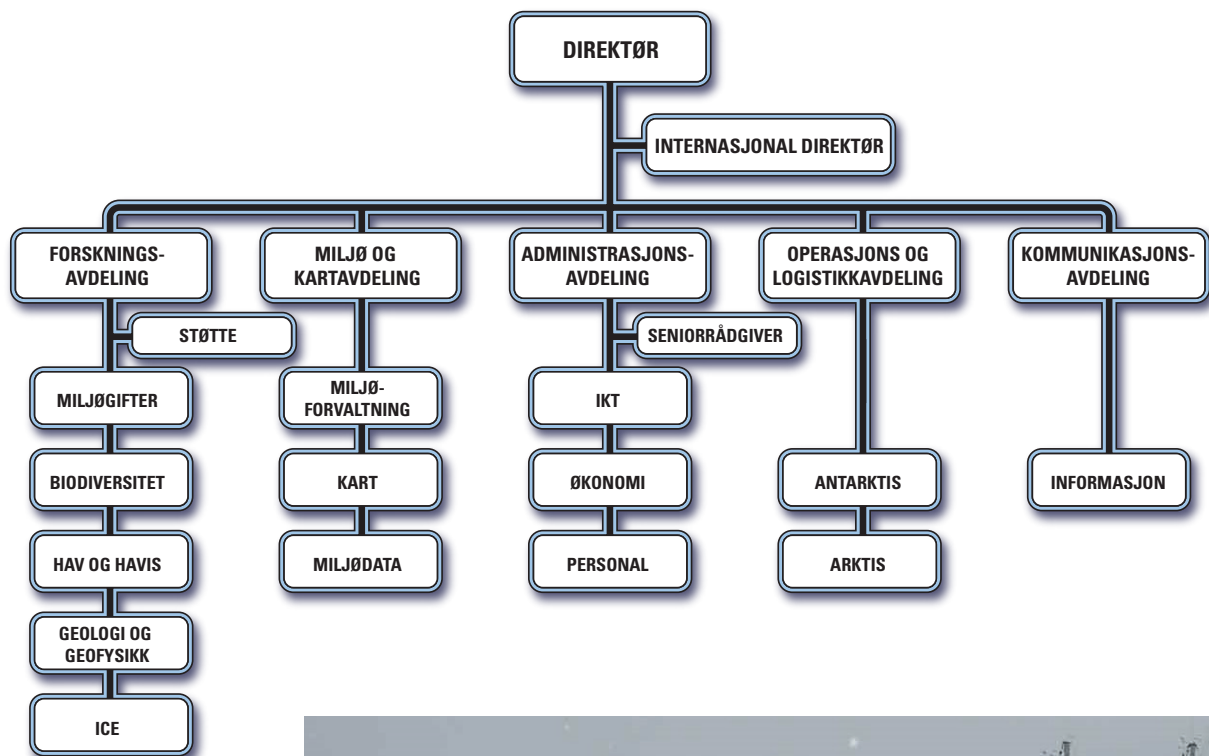 DIREKTØR
INTERNASJONAL DIREKTØR
FORSKNINGS-
AVDELING
MILJØ OG
KARTAVDELING
ADMINISTRASJONS-
AVDELING
OPERASJONS OG
LOGISTIKKAVDELING
KOMMUNIKASJONS-
AVDELING
STØTTE
SENIORRÅDGIVER
MILJØGIFTER
MILJØ-
FORVALTNING
IKT
BIODIVERSITET
KART
ØKONOMI
ANTARKTIS
INFORMASJON
HAV OG HAVIS
MILJØDATA
PERSONAL
ARKTIS
GEOLOGI OG
GEOFYSIKK
ICE